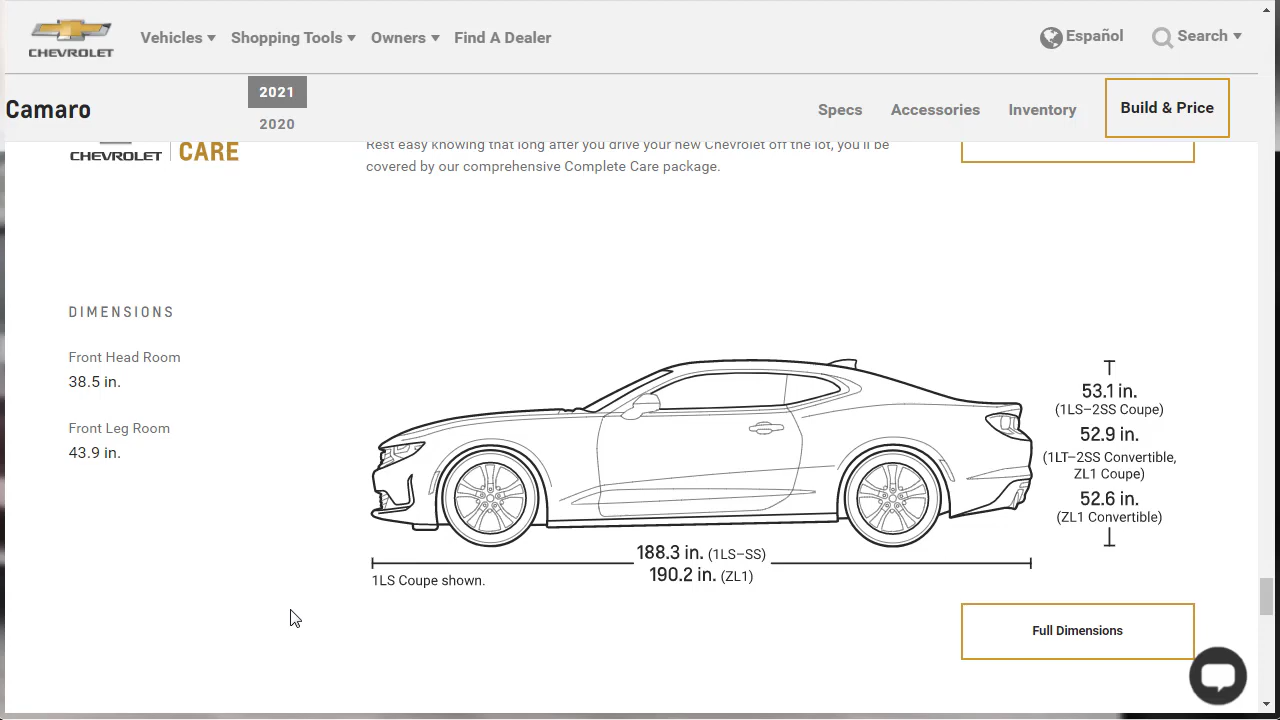 CHEVROLET
Vehicles
Shopping Tools
Owners
Find A Dealer
Español
Search
Camaro
2021
2020
Specs
Accessories
Inventory
Build & Price
CHEVROLET CARE
Rest easy knowing that long after you drive your new Chevrolet off the lot, you'll be
covered by our comprehensive Complete Care package.
DIMENSIONS
Front Head Room
38.5 in.
Front Leg Room
43.9 in.
53.1 in.
(1LS–2SS Coupe)
52.9 in.
(1LT–2SS Convertible,
ZL1 Coupe)
52.6 in.
(ZL1 Convertible)
188.3 in. (1LS–SS)
190.2 in. (ZL1)
1LS Coupe shown.
Full Dimensions